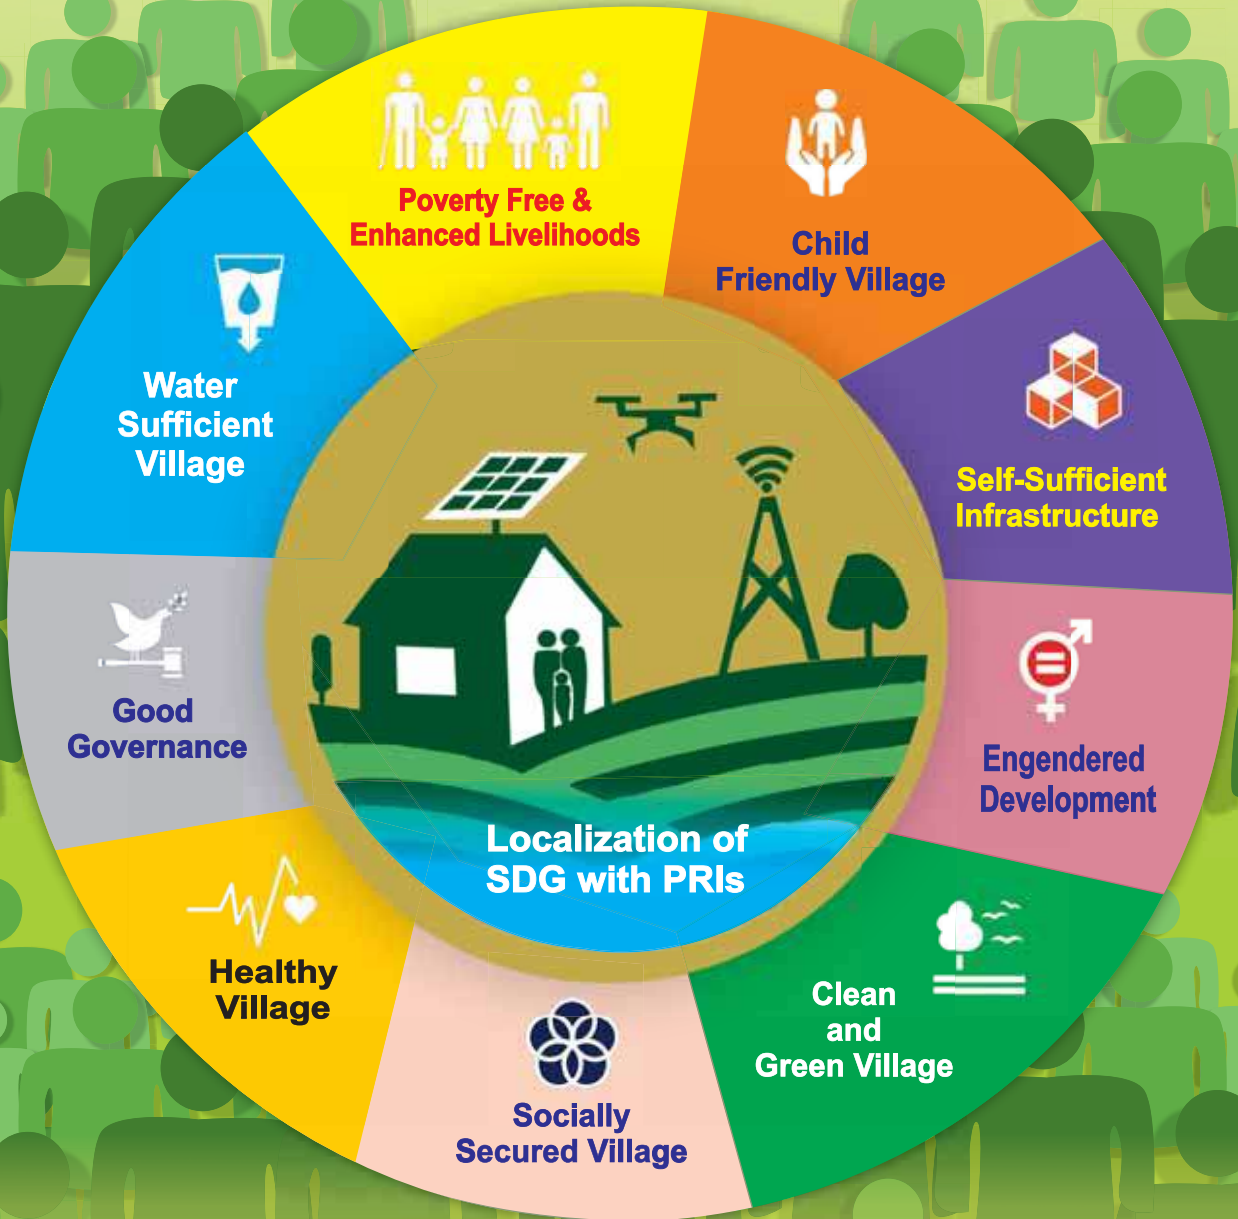 Poverty Free &
Enhanced Livelihoods
Child
Friendly Village
Self-Sufficient
Infrastructure
Engendered
Development
Clean
and
Green Village
Socially
Secured Village
Healthy
Village
Good
Governance
Water
Sufficient
Village
Localization of
SDG with PRIs